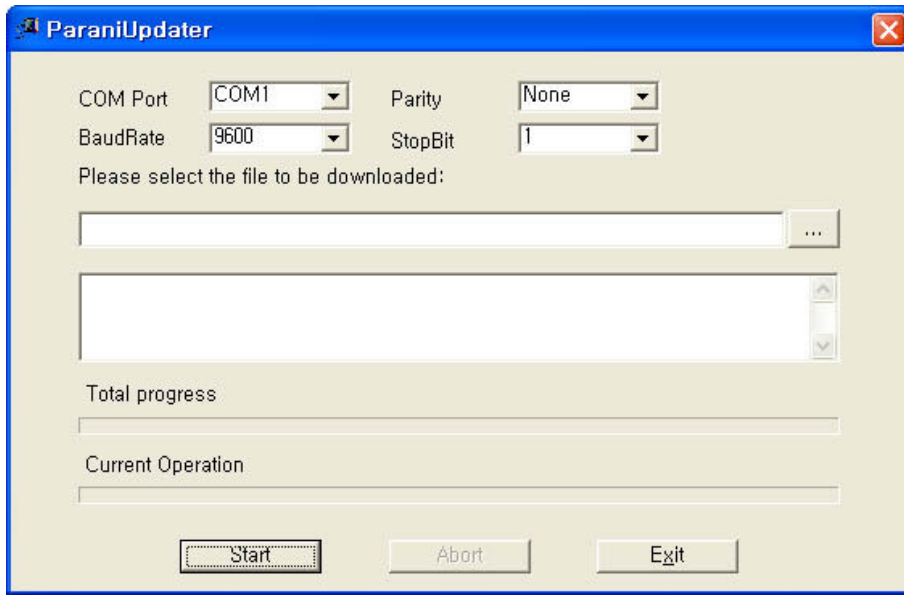 ParaniUpdater
COM Port COM1 Parity None
BaudRate 9600 StopBit 1
Please select the file to be downloaded:
...
Total progress
Current Operation
Start Abort Exit